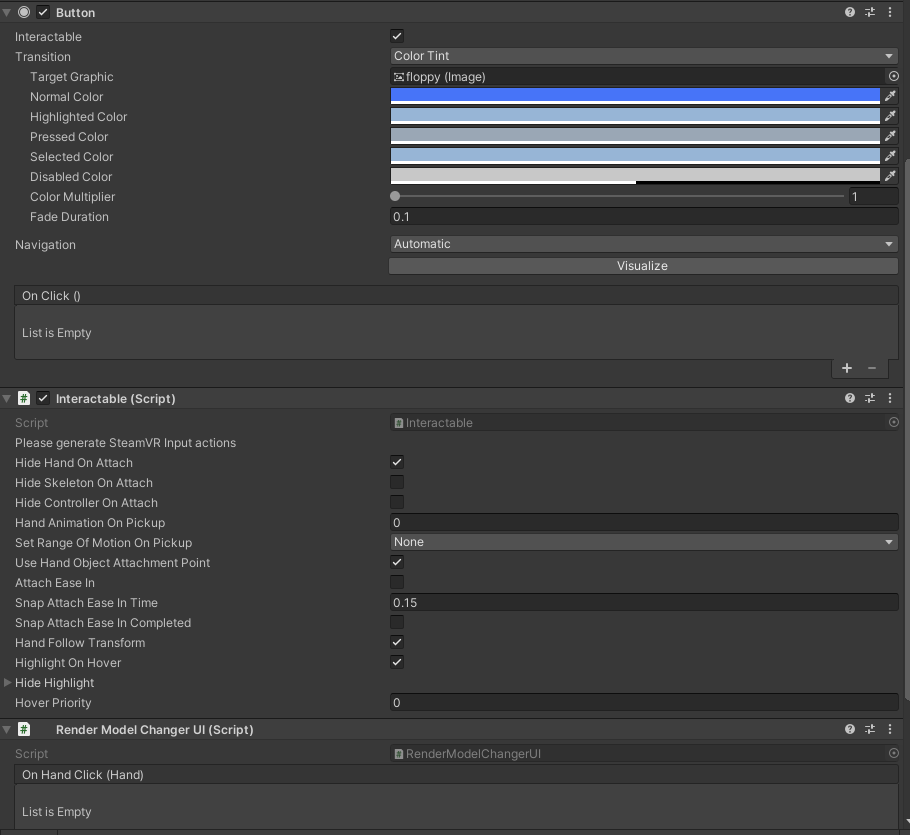 Button
Interactable
Transition Color Tint
Target Graphic floppy (Image)
Normal Color
Highlighted Color
Pressed Color
Selected Color
Disabled Color
Color Multiplier 1
Fade Duration 0.1
Navigation Automatic
Visualize
On Click ()
List is Empty
+ −
# Interactable (Script)
Script # Interactable
Please generate SteamVR Input actions
Hide Hand On Attach
Hide Skeleton On Attach
Hide Controller On Attach
Hand Animation On Pickup 0
Set Range Of Motion On Pickup None
Use Hand Object Attachment Point
Attach Ease In
Snap Attach Ease In Time 0.15
Snap Attach Ease In Completed
Hand Follow Transform
Highlight On Hover
Hide Highlight
Hover Priority 0
# Render Model Changer UI (Script)
Script # RenderModelChangerUI
On Hand Click (Hand)
List is Empty